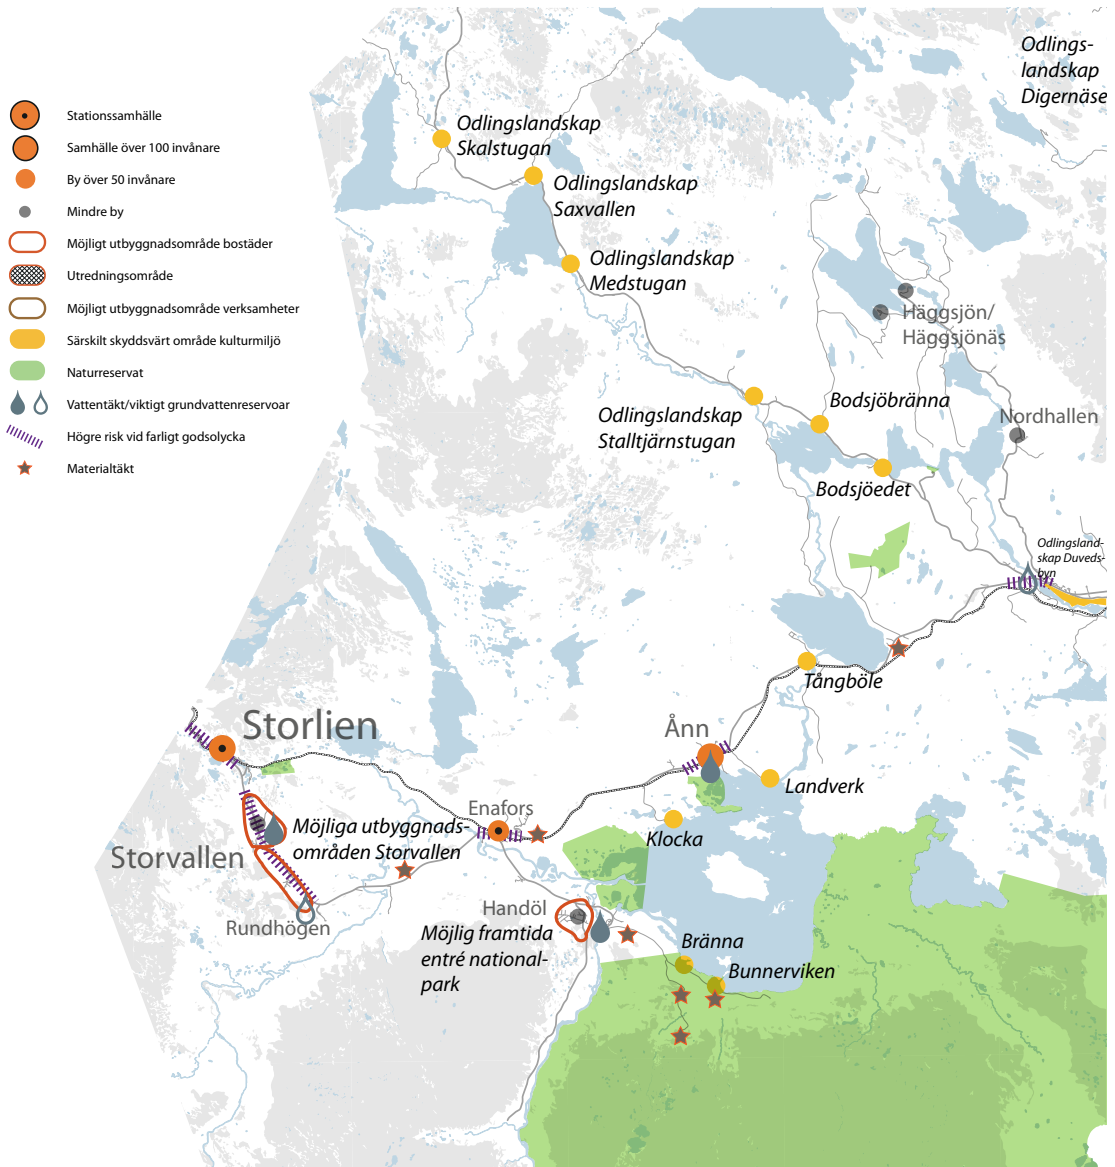 Stationssamhälle
Samhälle över 100 invånare
By över 50 invånare
Mindre by
Möjligt utbyggnadsområde bostäder
Utredningsområde
Möjligt utbyggnadsområde verksamheter
Särskilt skyddsvärt område kulturmiljö
Naturreservat
Vattentäkt/viktigt grundvattenreservoar
Högre risk vid farligt godsolycka
Materialtäkt
Odlings-
landskap
Digernäse
Odlingslandskap
Skalstugan
Odlingslandskap
Saxvallen
Odlingslandskap
Medstugan
Häggsjön/
Häggsjönäs
Odlingslandskap
Stalltjärnstugan
Bodsjöbränna
Nordhallen
Bodsjöedet
Odlingsland-
skap Duveds-
byn
Tångböle
Storlien
Ånn
Landverk
Enafors
Klocka
Möjliga utbyggnads-
områden Storvallen
Storvallen
Rundhögen
Handöl
Möjlig framtida
entré national-
park
Bränna
Bunnerviken